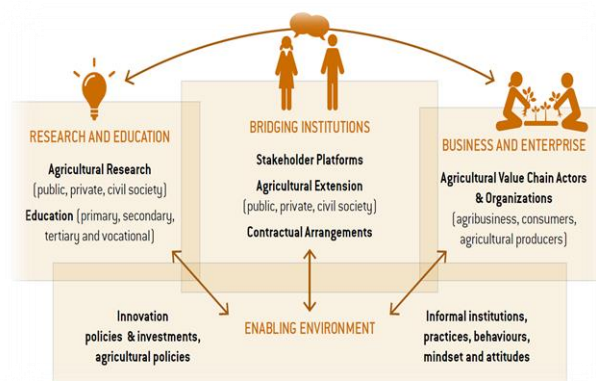 RESEARCH AND EDUCATION
Agricultural Research
(public, private, civil society)
Education (primary, secondary,
tertiary and vocational)
BRIDGING INSTITUTIONS
Stakeholder Platforms
Agricultural Extension
(public, private, civil society)
Contractual Arrangements
BUSINESS AND ENTERPRISE
Agricultural Value Chain Actors
& Organizations
(agribusiness, consumers,
agricultural producers)
Innovation
policies & investments,
agricultural policies
ENABLING ENVIRONMENT
Informal institutions,
practices, behaviours,
mindset and attitudes